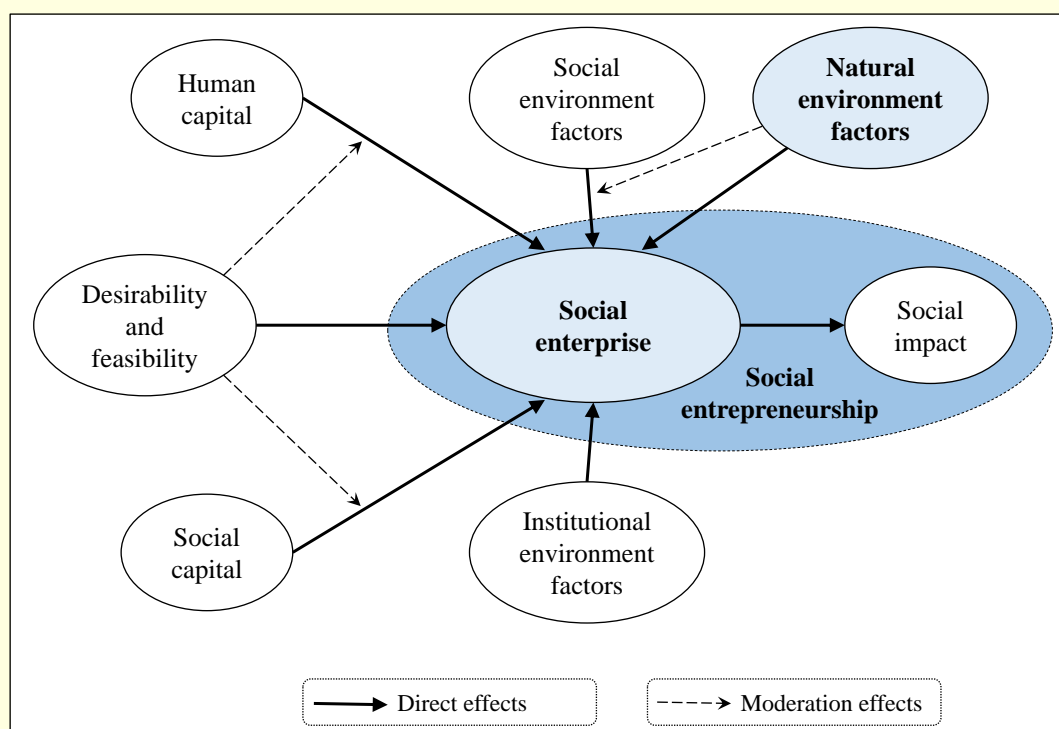 Human
capital
Social
environment
factors
Natural
environment
factors
Desirability
and
feasibility
Social
enterprise
Social
impact
Social
entrepreneurship
Social
capital
Institutional
environment
factors
Direct effects
Moderation effects